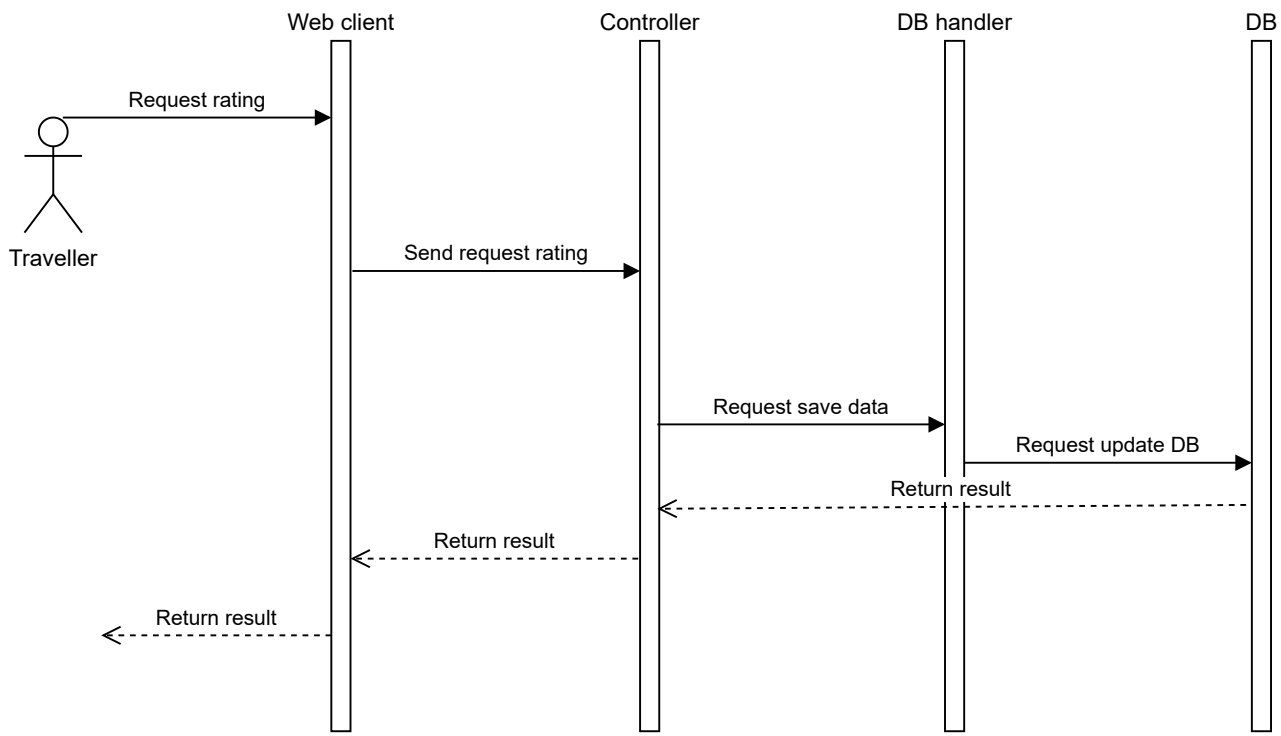 Web client
Controller
DB handler
DB
Request rating
Traveller
Send request rating
Request save data
Request update DB
Return result
Return result
Return result